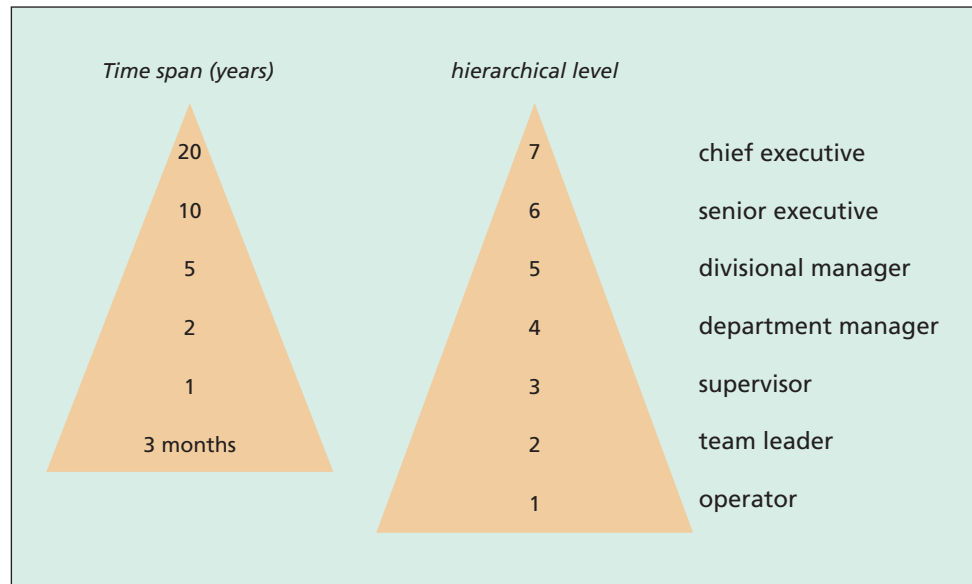 Time span (years) hierarchical level
20 7 chief executive
10 6 senior executive
5 5 divisional manager
2 4 department manager
1 3 supervisor
3 months 2 team leader
1 operator